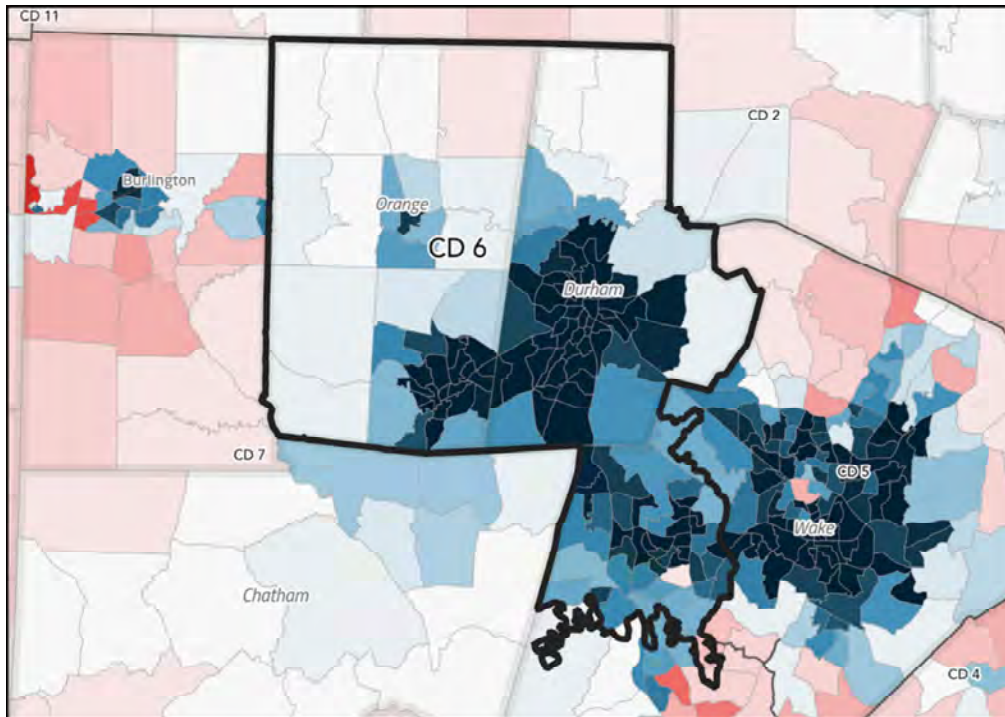 CD 11
CD 2
Burlington
Orange
CD 6
Durham
CD 7
CD 5
Wake
Chatham
CD 4